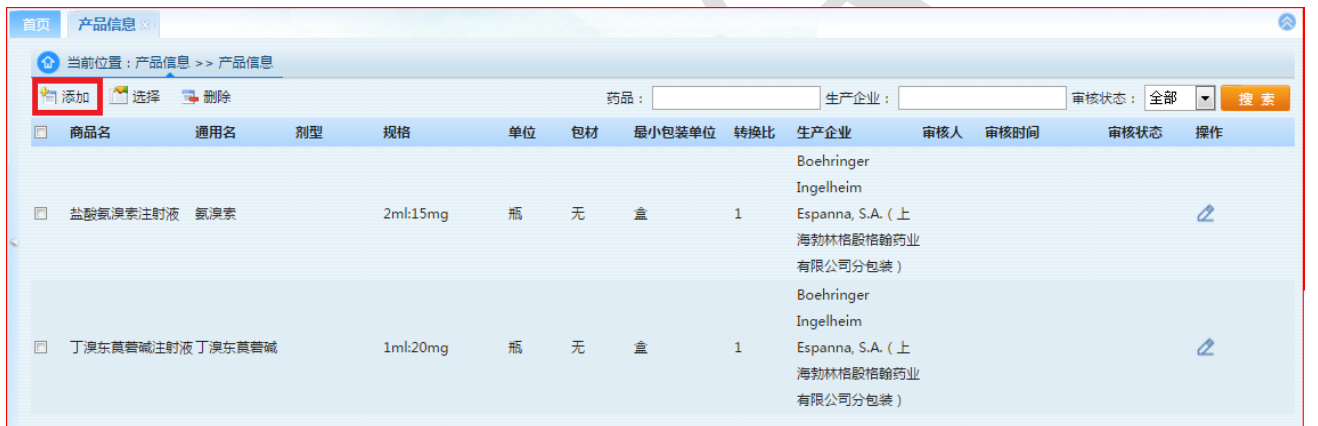 首页 产品信息
当前位置：产品信息 >> 产品信息
添加 选择 删除 药品： 生产企业： 审核状态： 全部 搜 索
商品名 通用名 剂型 规格 单位 包材 最小包装单位 转换比 生产企业 审核人 审核时间 审核状态 操作
Boehringer
Ingelheim
盐酸氨溴索注射液 氨溴索 2ml:15mg 瓶 无 盒 1 Espanna, S.A.（上
海勃林格殷格翰药业
有限公司分包装）
Boehringer
Ingelheim
丁溴东莨菪碱注射液 丁溴东莨菪碱 1ml:20mg 瓶 无 盒 1 Espanna, S.A.（上
海勃林格殷格翰药业
有限公司分包装）